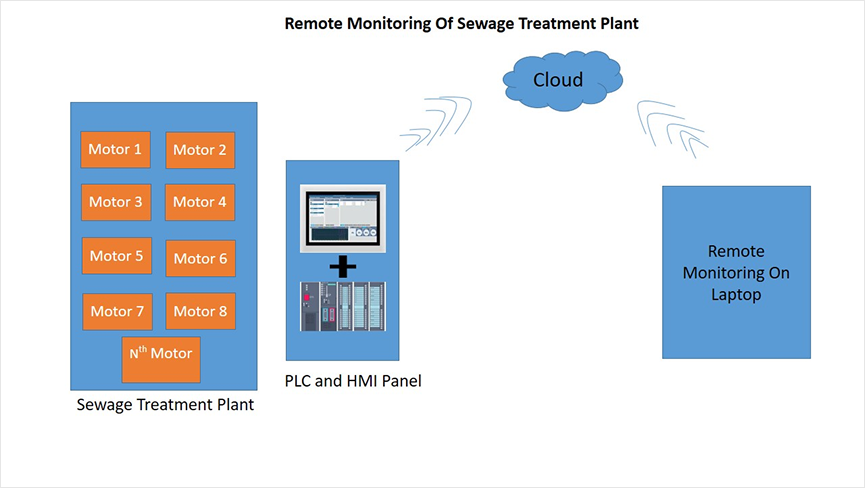 Remote Monitoring Of Sewage Treatment Plant
Cloud
Motor 1
Motor 2
Motor 3
Motor 4
Motor 5
Motor 6
Motor 7
Motor 8
Nth Motor
Sewage Treatment Plant
PLC and HMI Panel
Remote
Monitoring On
Laptop